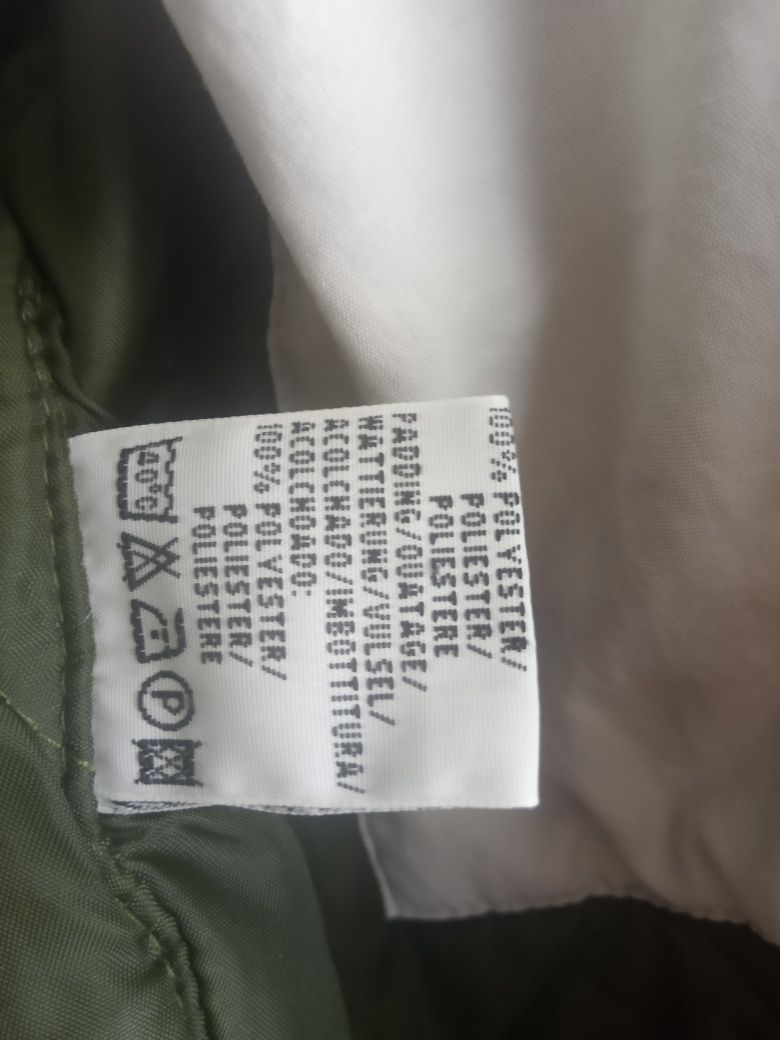 100% POLYESTER/
POLIESTER/
POLIESTERE
PADDING/OUATAGE/
WATTIERUNG/VULSEL/
ACOLCHADO/IMBOTTITURA/
ACOLCHOADO:
100% POLYESTER/
POLIESTER/
POLIESTERE
40°C
P